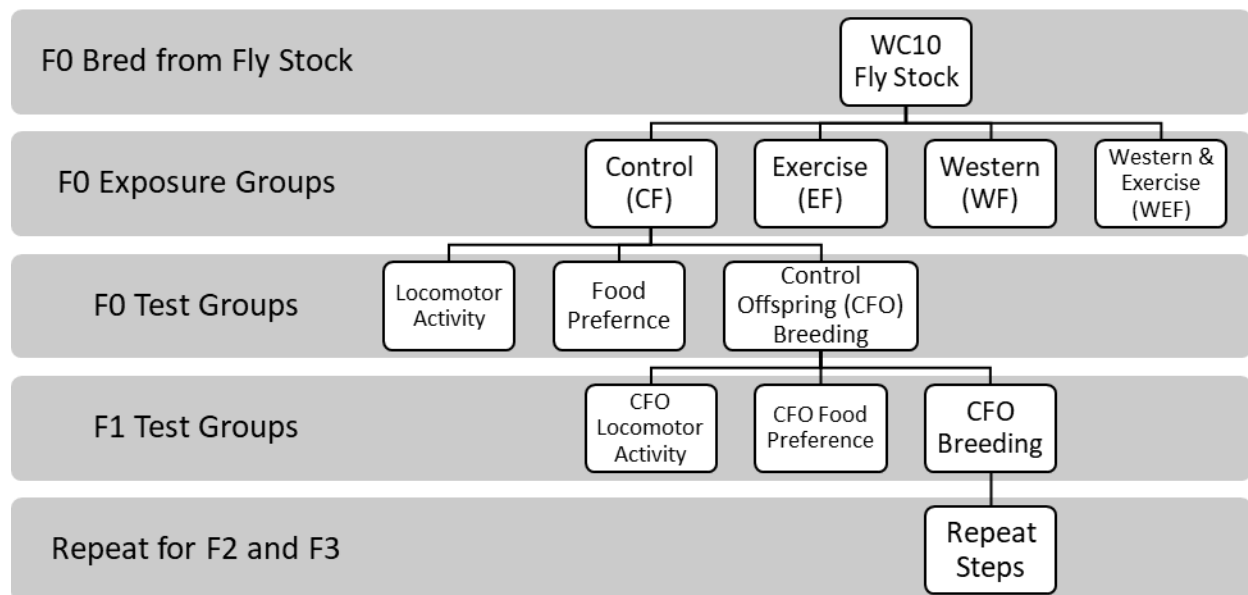 F0 Bred from Fly Stock
WC10
Fly Stock
F0 Exposure Groups
Control
(CF)
Exercise
(EF)
Western
(WF)
Western &
Exercise
(WEF)
F0 Test Groups
Locomotor
Activity
Food
Prefernce
Control
Offspring (CFO)
Breeding
F1 Test Groups
CFO
Locomotor
Activity
CFO Food
Preference
CFO
Breeding
Repeat for F2 and F3
Repeat
Steps